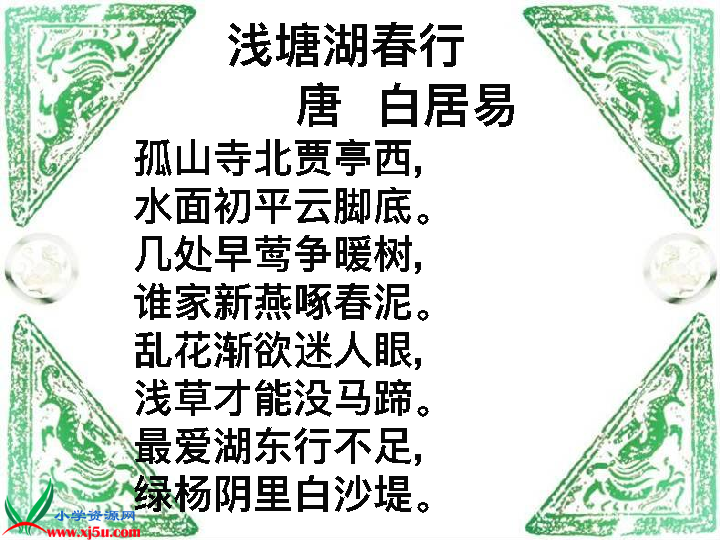 浅塘湖春行
唐 白居易
孤山寺北贾亭西,
水面初平云脚底。
几处早莺争暖树,
谁家新燕啄春泥。
乱花渐欲迷人眼,
浅草才能没马蹄。
最爱湖东行不足,
绿杨阴里白沙堤。
小学资源网
www.xj5u.com